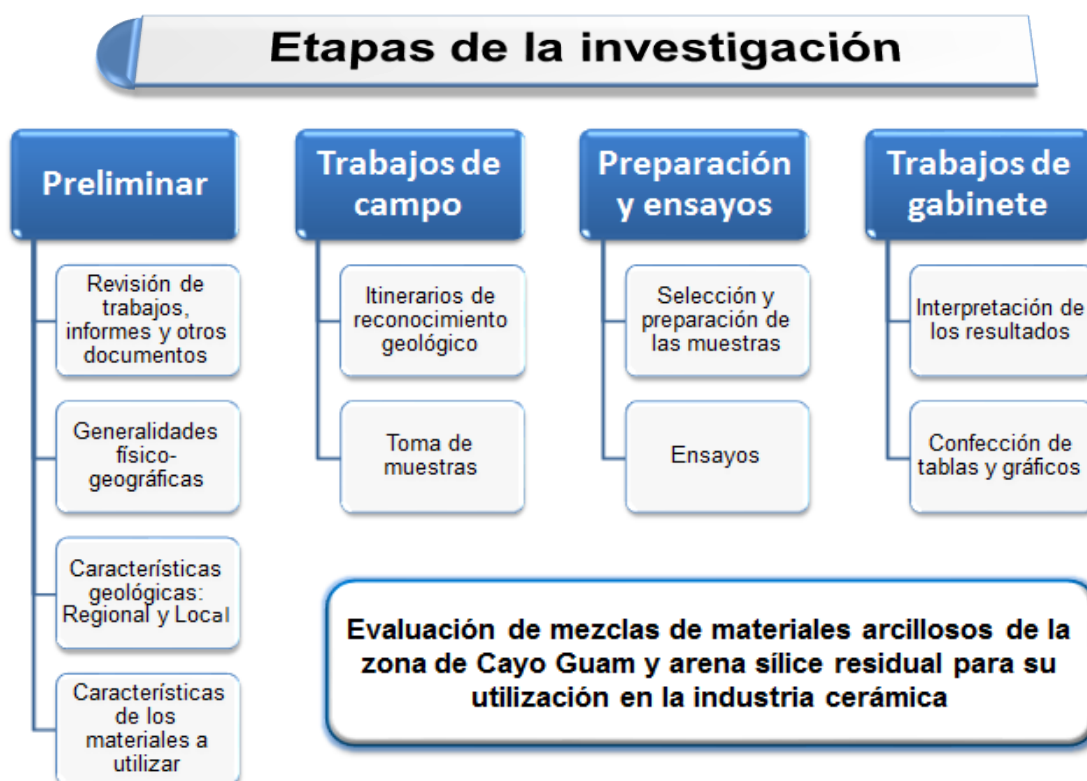 Etapas de la investigación
Preliminar
Revisión de
trabajos,
informes y otros
documentos
Generalidades
físico-
geográficas
Características
geológicas:
Regional y Local
Características
de los
materiales a
utilizar
Trabajos de
campo
Itinerarios de
reconocimiento
geológico
Toma de
muestras
Preparación
y ensayos
Selección y
preparación de
las muestras
Ensayos
Trabajos de
gabinete
Interpretación de
los resultados
Confección de
tablas y gráficos
Evaluación de mezclas de materiales arcillosos de la
zona de Cayo Guam y arena sílice residual para su
utilización en la industria cerámica